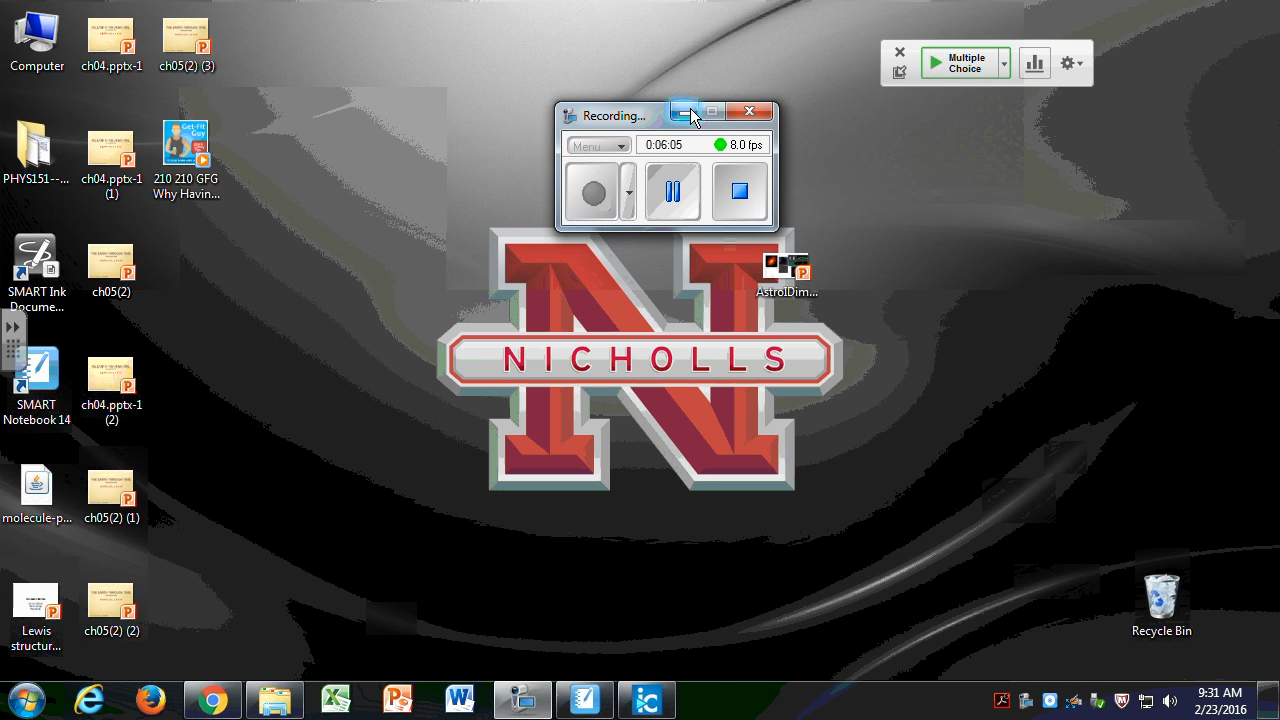 Computer
ch04.pptx-1
ch05(2) (3)
Multiple
Choice
Recording...
Menu
0:06:05
8.0 fps
PHYS151--...
ch04.pptx-1
(1)
Get-Fit
Guy
210 210 GFG
Why Havin...
SMART Ink
Docume...
ch05(2)
AstroIDim...
NICHOLLS
SMART
Notebook 14
ch04.pptx-1
(2)
molecule-p...
ch05(2) (1)
Lewis
structur...
ch05(2) (2)
Recycle Bin
9:31 AM
2/23/2016